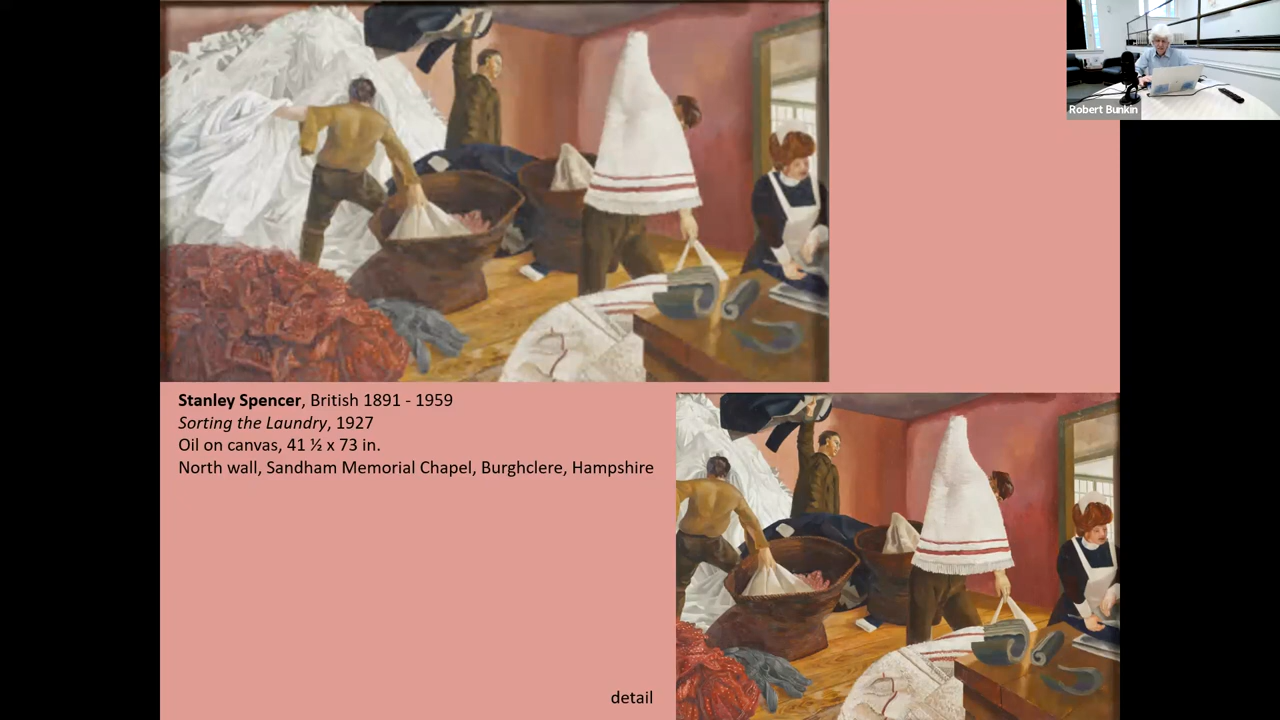 Robert Bunkin
Stanley Spencer, British 1891 - 1959
Sorting the Laundry, 1927
Oil on canvas, 41 ½ x 73 in.
North wall, Sandham Memorial Chapel, Burghclere, Hampshire
detail